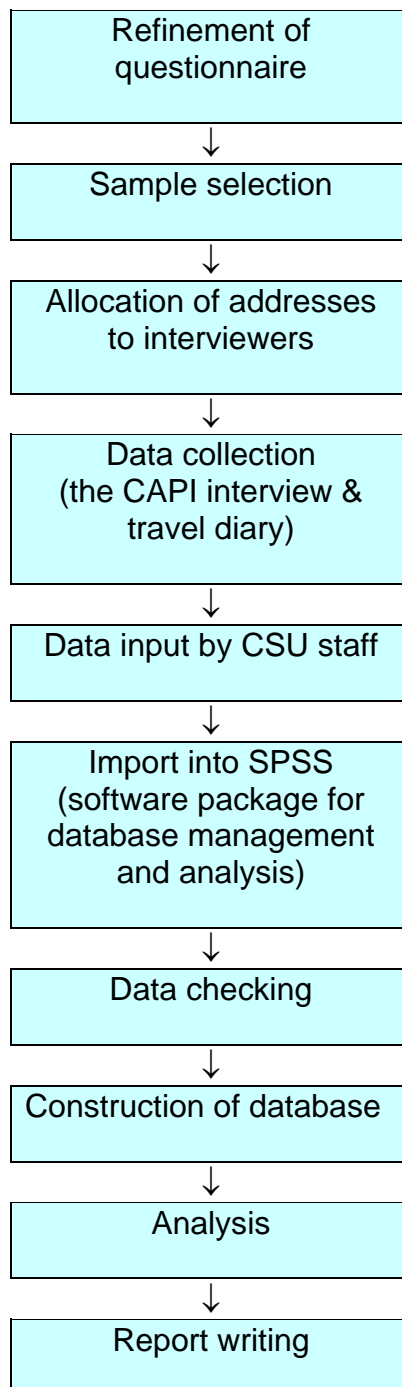 Refinement of
questionnaire
↓
Sample selection
↓
Allocation of addresses
to interviewers
↓
Data collection
(the CAPI interview &
travel diary)
↓
Data input by CSU staff
↓
Import into SPSS
(software package for
database management
and analysis)
↓
Data checking
↓
Construction of database
↓
Analysis
↓
Report writing